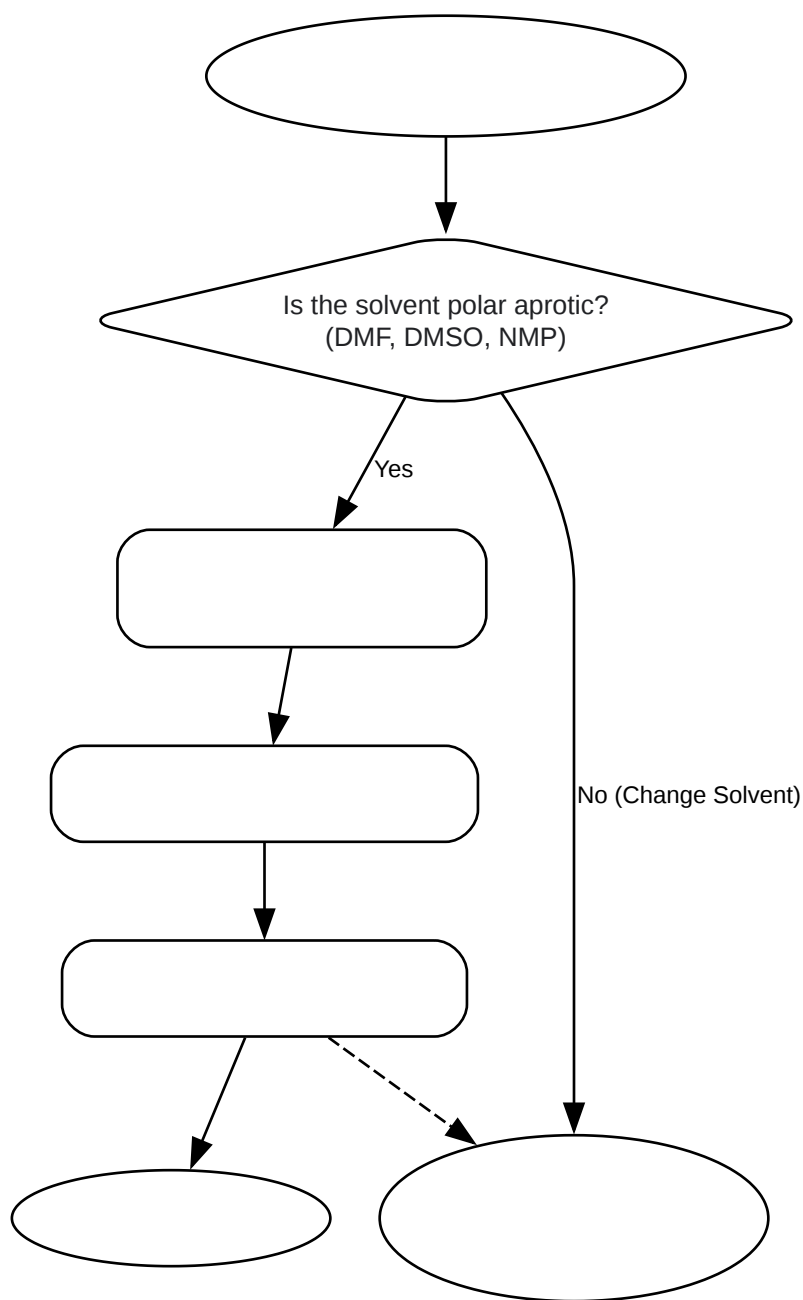 Is the solvent polar aprotic?
(DMF, DMSO, NMP)
Yes
No (Change Solvent)